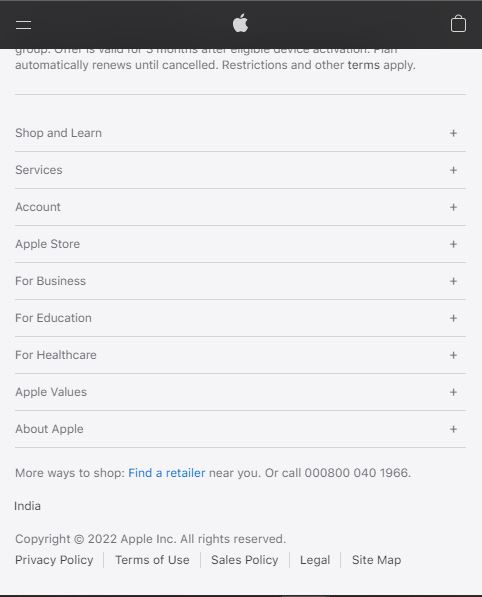 group. Offer is valid for 3 months after eligible device activation. Plan
automatically renews until cancelled. Restrictions and other terms apply.
Shop and Learn +
Services +
Account +
Apple Store +
For Business +
For Education +
For Healthcare +
Apple Values +
About Apple +
More ways to shop: Find a retailer near you. Or call 000800 040 1966.
India
Copyright © 2022 Apple Inc. All rights reserved.
Privacy Policy | Terms of Use | Sales Policy | Legal | Site Map